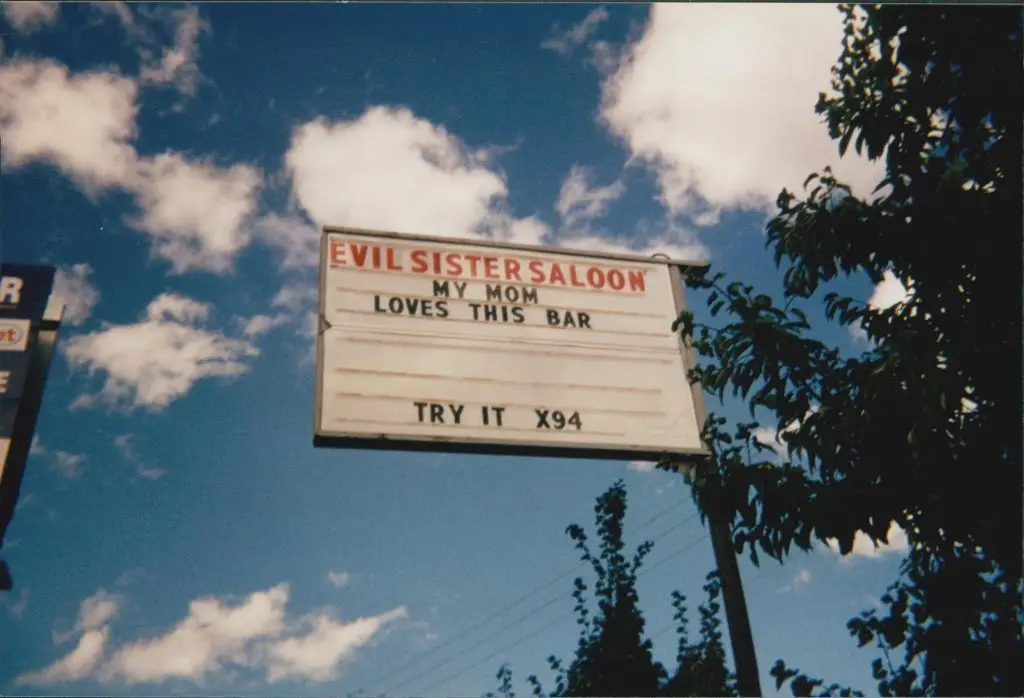 EVIL SISTER SALOON
MY MOM
LOVES THIS BAR
TRY IT X94
R
E